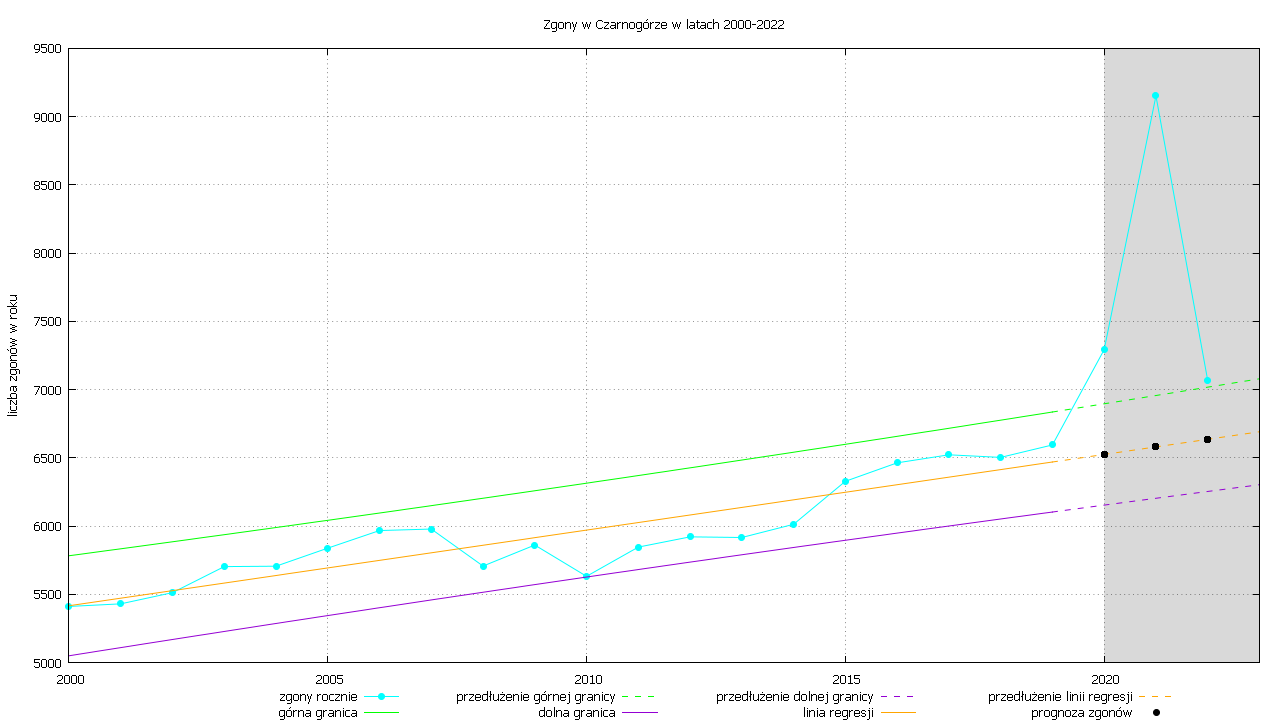 Zgony w Czarnogórze w latach 2000-2022
9500
9000
8500
8000
7500
7000
6500
6000
5500
5000
liczba zgonów w roku
2000 2005 2010 2015 2020
zgony rocznie przedłużenie górnej granicy przedłużenie dolnej granicy przedłużenie linii regresji
górna granica dolna granica linia regresji prognoza zgonów